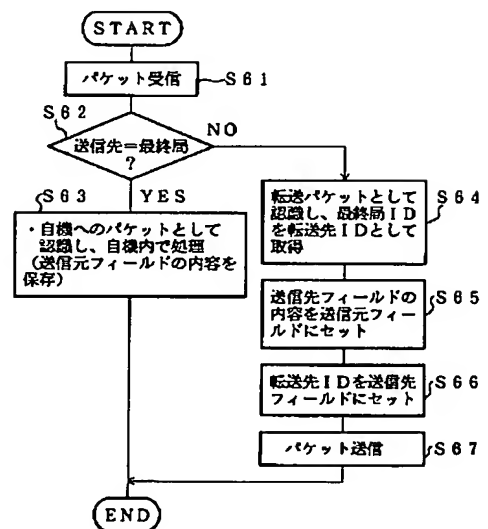 START
パケット受信
S61
S62
送信先=最終局
?
NO
YES
S63
・自機へのパケットとして
認識し、自機内で処理
(送信元フィールドの内容を
保存)
転送パケットとして
認識し、最終局ID
を転送先IDとして
取得
S64
送信先フィールドの
内容を送信元フィー
ルドにセット
S65
転送先IDを送信先
フィールドにセット
S66
パケット送信
S67
END